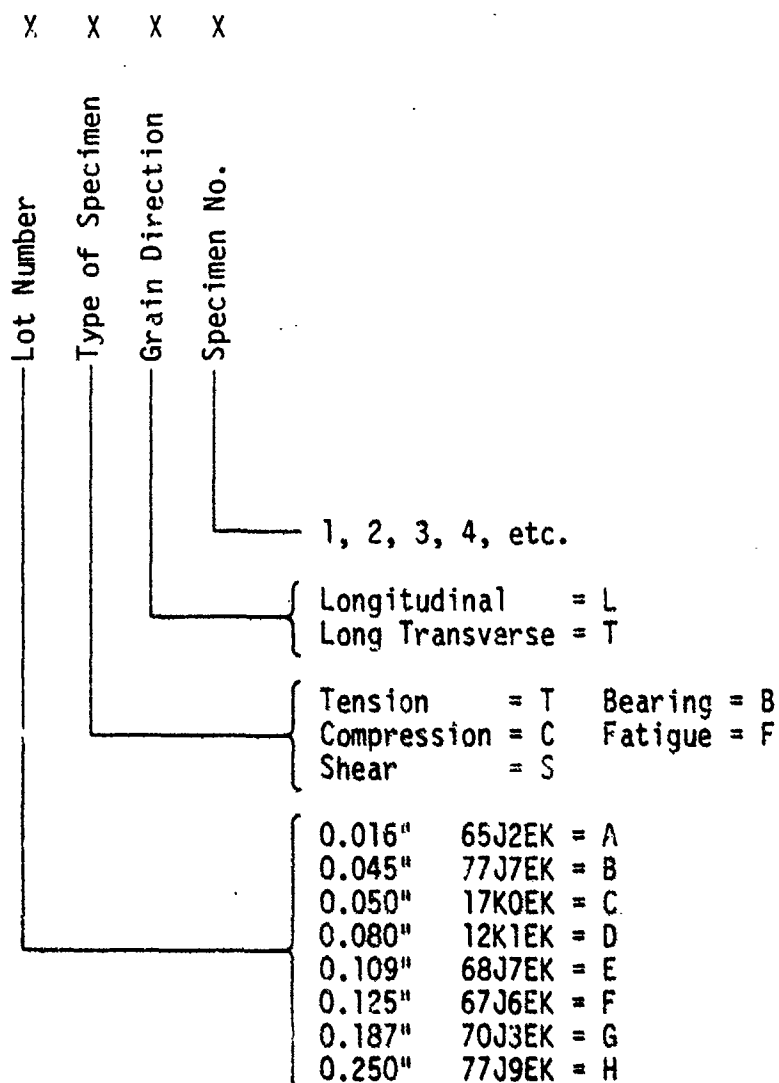 X X X X
Lot Number
Type of Specimen
Grain Direction
Specimen No.
1, 2, 3, 4, etc.
Longitudinal = L
Long Transverse = T
Tension = T Bearing = B
Compression = C Fatigue = F
Shear = S
0.016" 65J2EK = A
0.045" 77J7EK = B
0.050" 17K0EK = C
0.080" 12K1EK = D
0.109" 68J7EK = E
0.125" 67J6EK = F
0.187" 70J3EK = G
0.250" 77J9EK = H